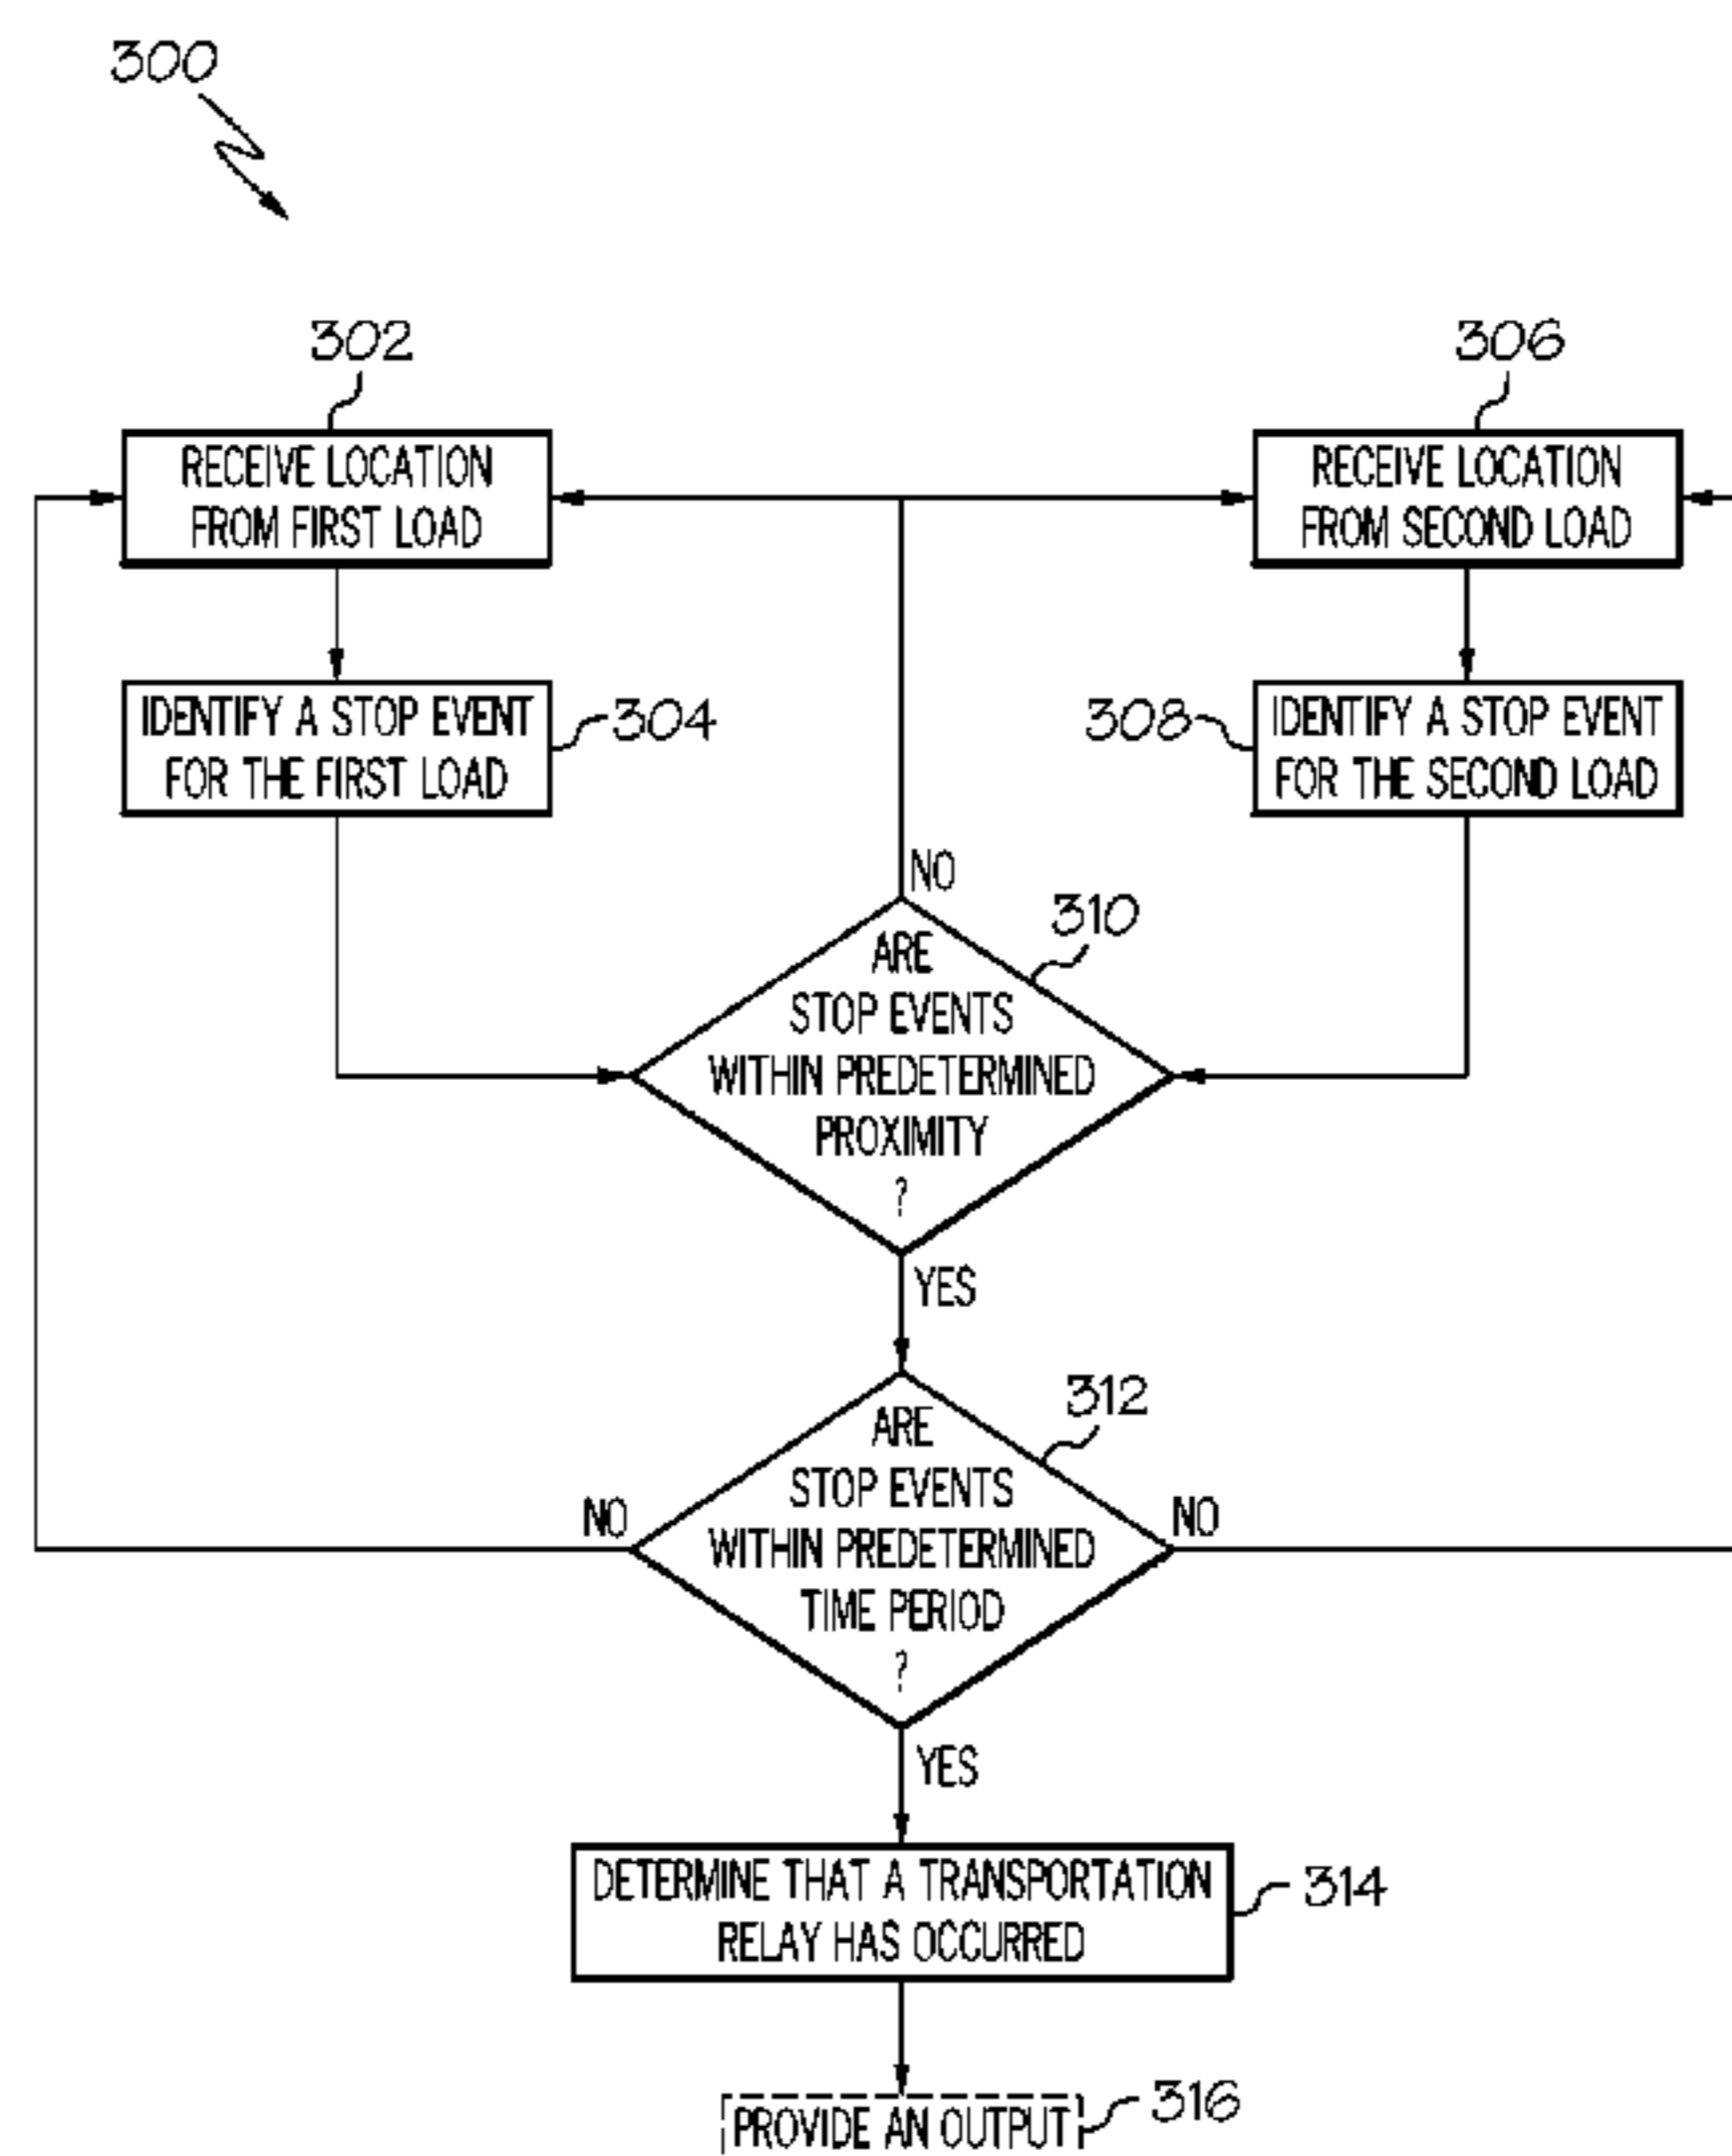 300
302
RECEIVE LOCATION
FROM FIRST LOAD
306
RECEIVE LOCATION
FROM SECOND LOAD
IDENTIFY A STOP EVENT
FOR THE FIRST LOAD
304
308
IDENTIFY A STOP EVENT
FOR THE SECOND LOAD
NO
310
ARE
STOP EVENTS
WITHIN PREDETERMINED
PROXIMITY
?
YES
312
ARE
STOP EVENTS
WITHIN PREDETERMINED
TIME PERIOD
?
NO
NO
YES
DETERMINE THAT A TRANSPORTATION
RELAY HAS OCCURRED
314
PROVIDE AN OUTPUT
316